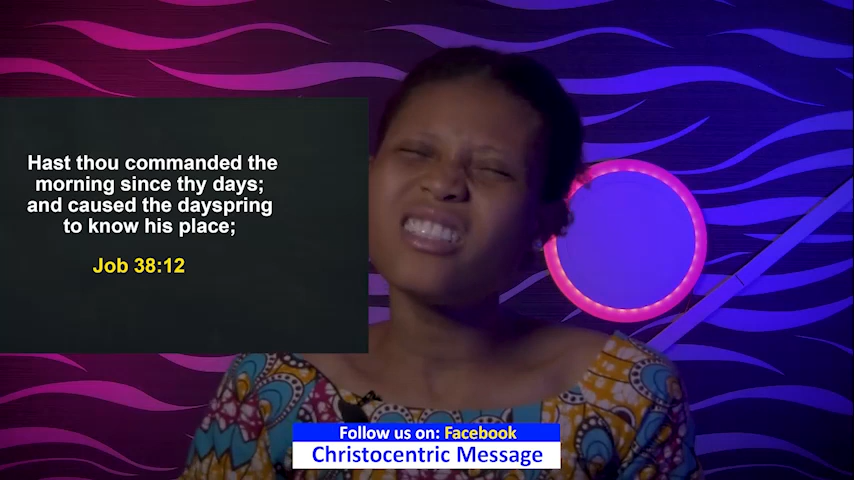 Hast thou commanded the
morning since thy days;
and caused the dayspring
to know his place;
Job 38:12
Follow us on: Facebook
Christocentric Message